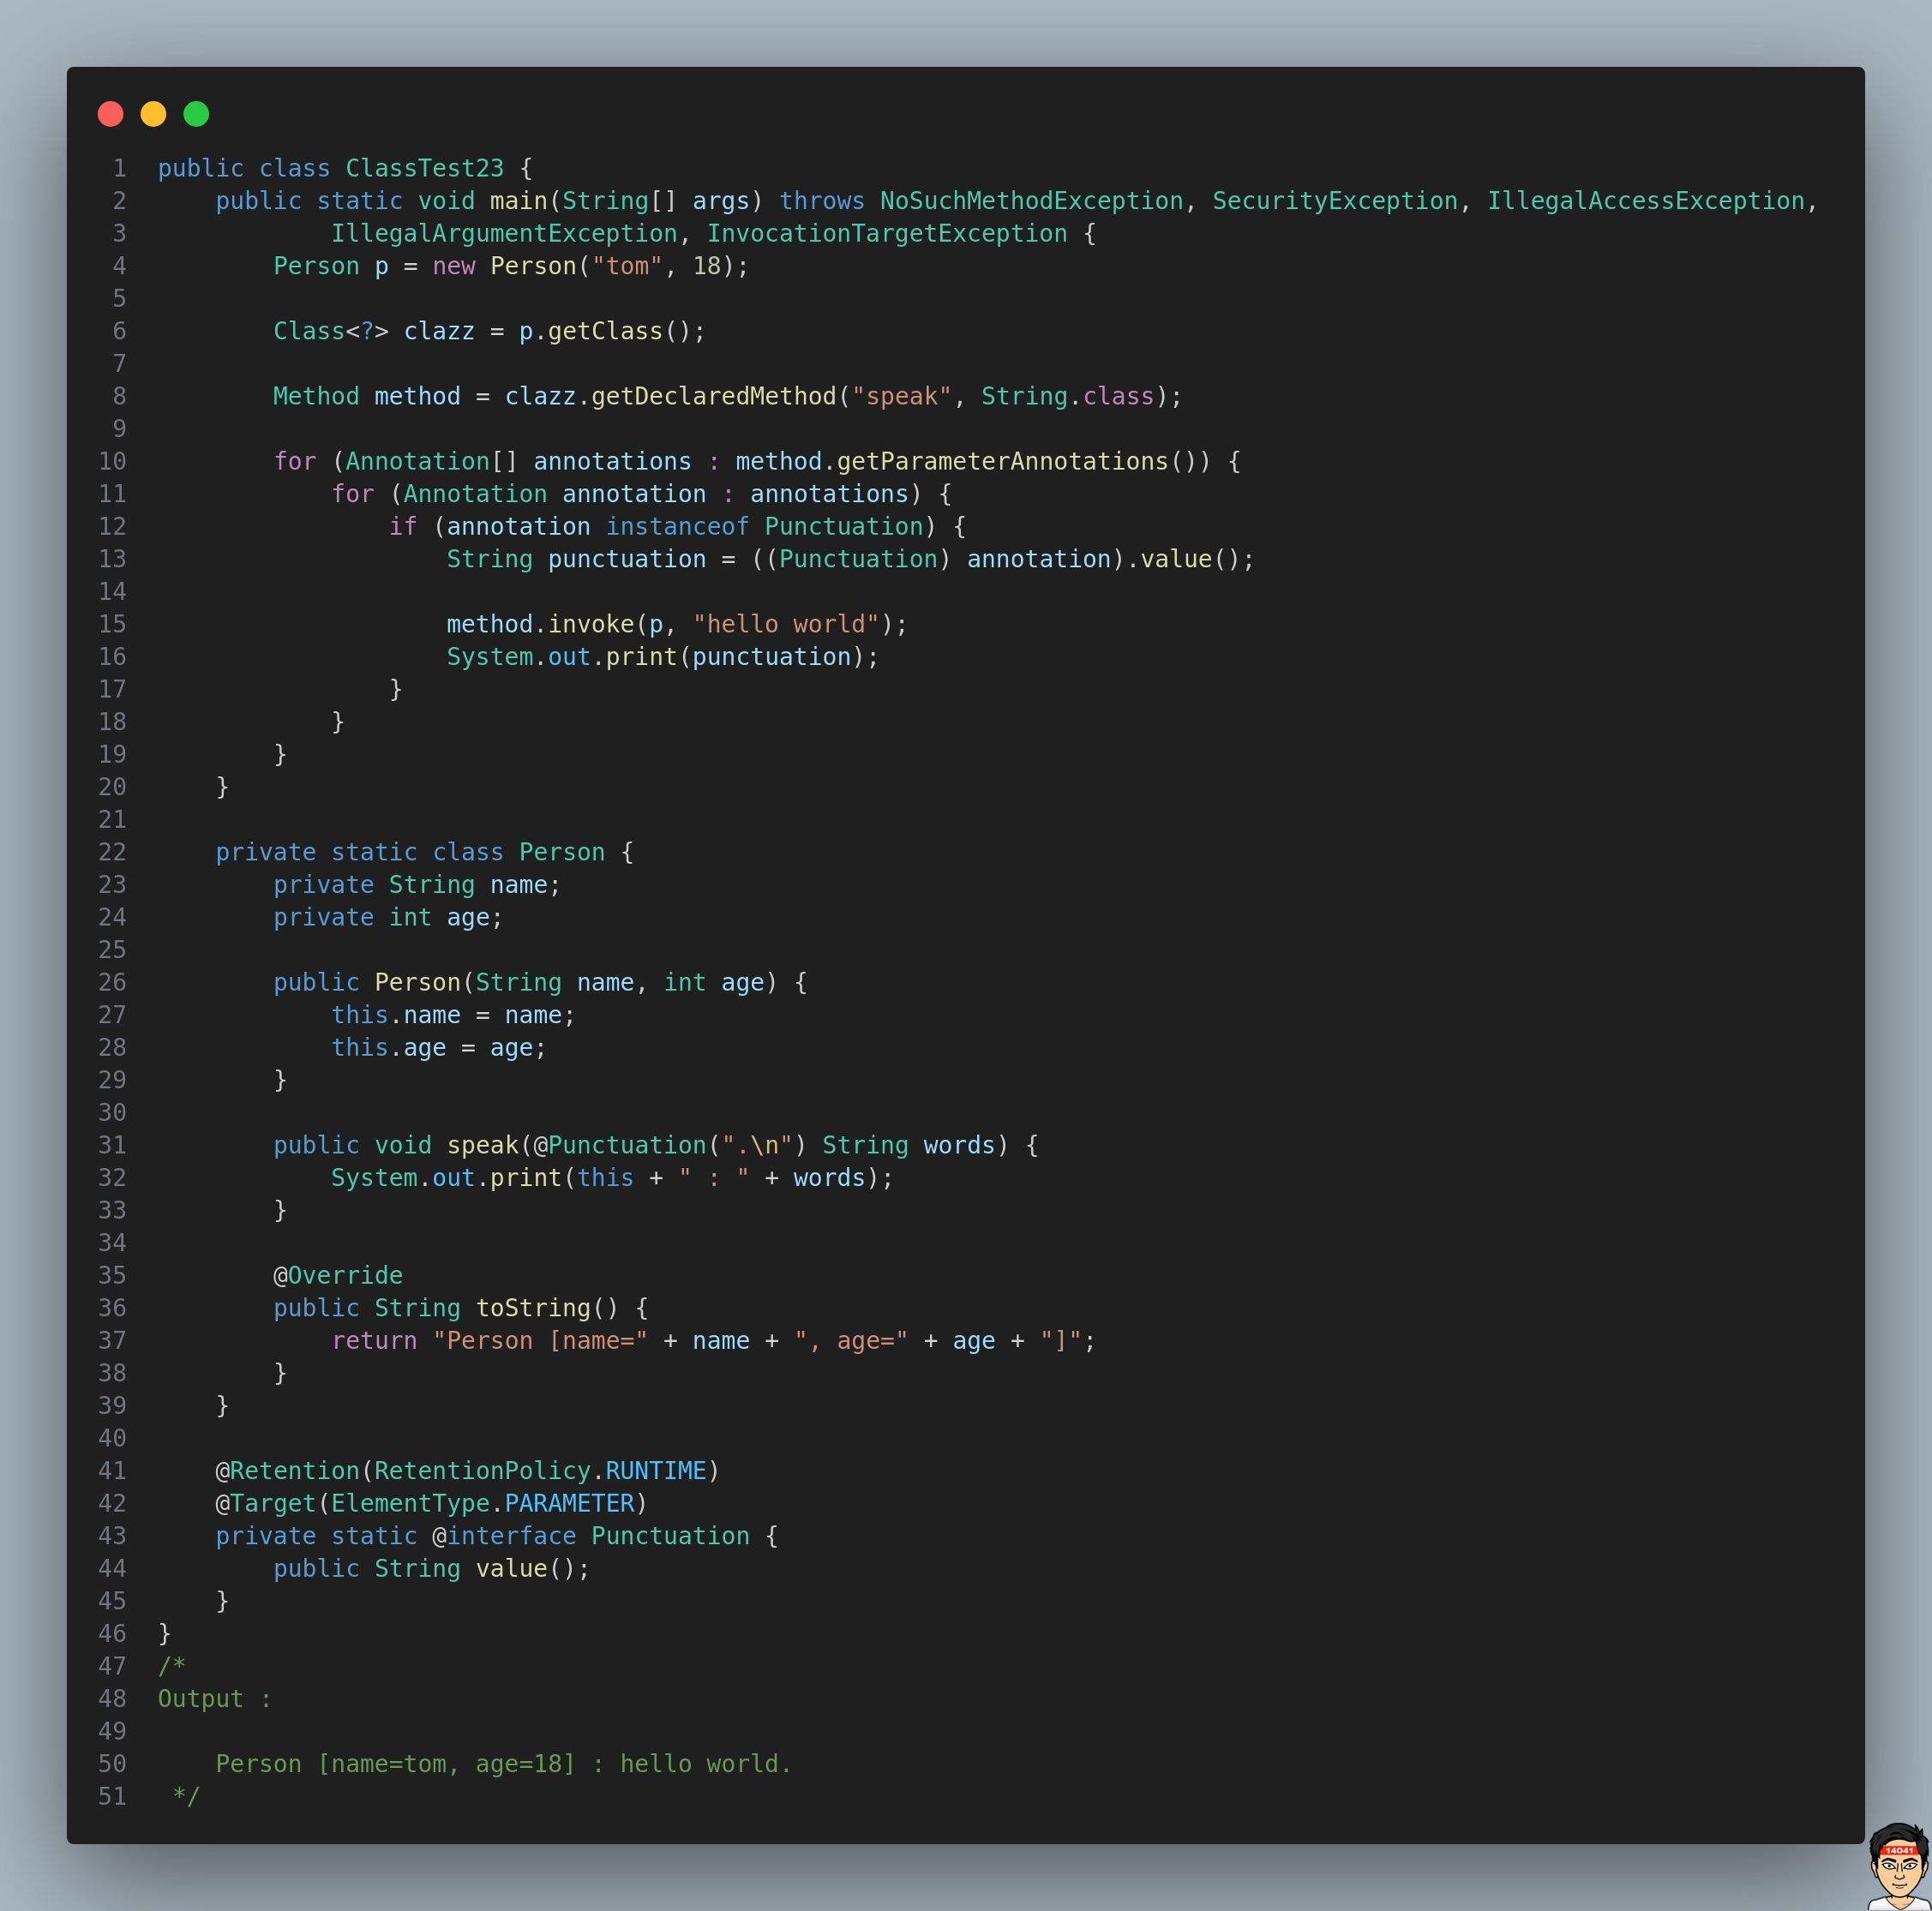 1 public class ClassTest23 {
2     public static void main(String[] args) throws NoSuchMethodException, SecurityException, IllegalAccessException,
3             IllegalArgumentException, InvocationTargetException {
4         Person p = new Person("tom", 18);
5
6         Class<?> clazz = p.getClass();
7
8         Method method = clazz.getDeclaredMethod("speak", String.class);
9
10         for (Annotation[] annotations : method.getParameterAnnotations()) {
11             for (Annotation annotation : annotations) {
12                 if (annotation instanceof Punctuation) {
13                     String punctuation = ((Punctuation) annotation).value();
14
15                     method.invoke(p, "hello world");
16                     System.out.print(punctuation);
17                 }
18             }
19         }
20     }
21
22     private static class Person {
23         private String name;
24         private int age;
25
26         public Person(String name, int age) {
27             this.name = name;
28             this.age = age;
29         }
30
31         public void speak(@Punctuation(".\n") String words) {
32             System.out.print(this + " : " + words);
33         }
34
35         @Override
36         public String toString() {
37             return "Person [name=" + name + ", age=" + age + "]";
38         }
39     }
40
41     @Retention(RetentionPolicy.RUNTIME)
42     @Target(ElementType.PARAMETER)
43     private static @interface Punctuation {
44         public String value();
45     }
46 }
47 /*
48 Output :
49
50     Person [name=tom, age=18] : hello world.
51  */
14041